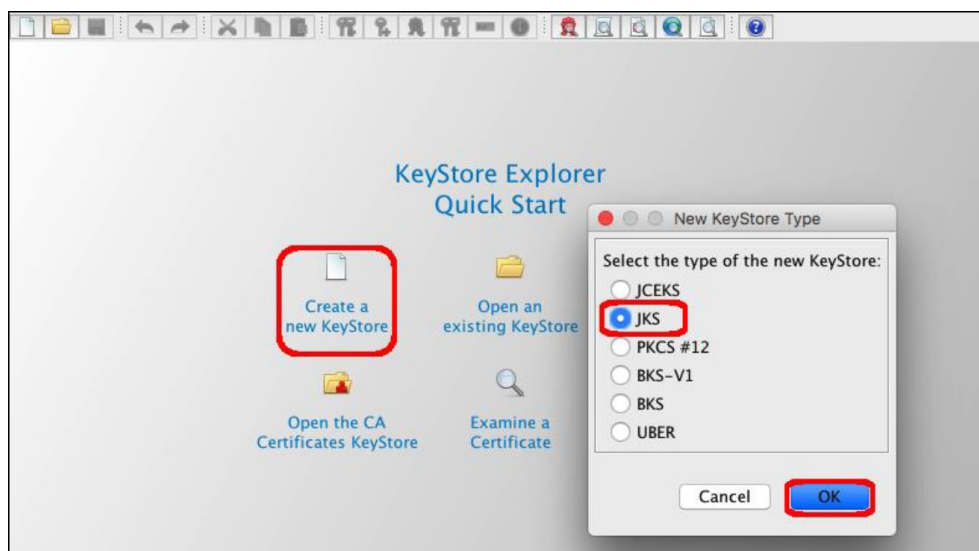 KeyStore Explorer
Quick Start
Create a
new KeyStore
Open an
existing KeyStore
Open the CA
Certificates KeyStore
Examine a
Certificate
New KeyStore Type
Select the type of the new KeyStore:
JCEKS
JKS
PKCS #12
BKS-V1
BKS
UBER
Cancel
OK